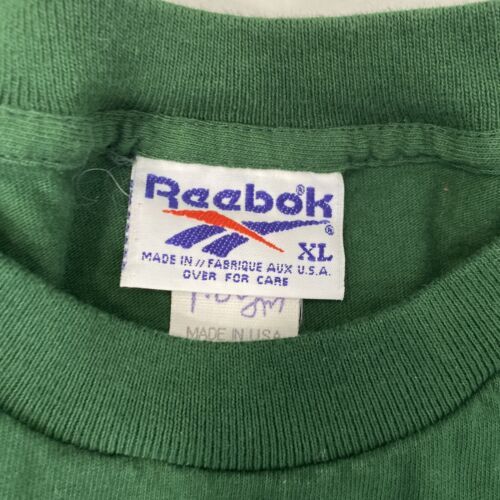 Reebok®
®
XL
MADE IN // FABRIQUE AUX U.S.A.
OVER FOR CARE
MADE IN USA